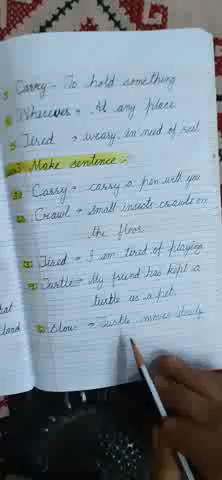 Carry - To hold something
Wherever - At any place
Tired - weary, in need of rest
Make sentence :-
Carry - carry a pen with you
Crawl - Small insects crawls on
the floor.
Tired - I am tired of playing
Turtle - My friend has kept a
turtle as a pet.
Slow - Turtle moves slowly